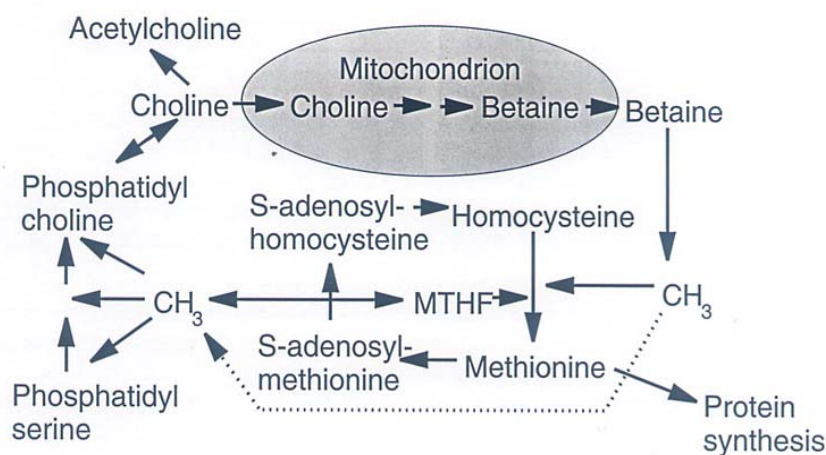 Acetylcholine
Mitochondrion
Choline
Choline
Betaine
Betaine
Phosphatidyl
choline
S-adenosyl-
homocysteine
Homocysteine
CH3
MTHF
CH3
S-adenosyl-
methionine
Methionine
Phosphatidyl
serine
Protein
synthesis